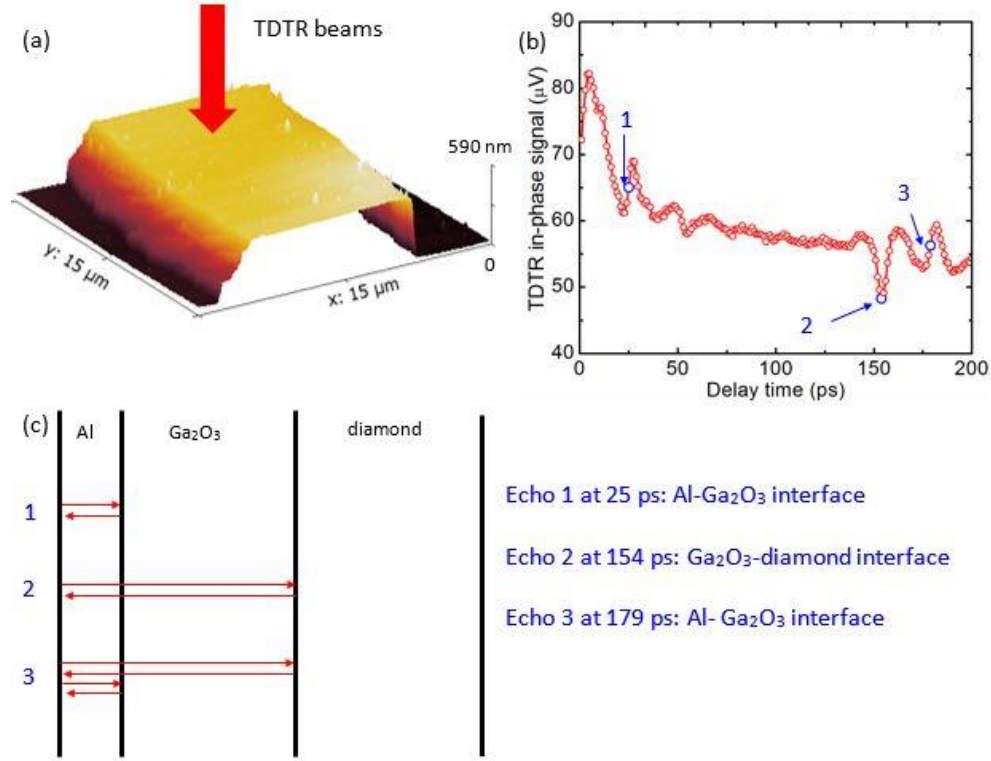 (a)
TDTR beams
590 nm
0
y: 15 μm
x: 15 μm
(b)
TDTR in-phase signal (μV)
90
80
70
60
50
40
0
50
100
150
200
Delay time (ps)
1
2
3
(c)
Al
Ga₂O₃
diamond
1
2
3
Echo 1 at 25 ps: Al-Ga₂O₃ interface
Echo 2 at 154 ps: Ga₂O₃-diamond interface
Echo 3 at 179 ps: Al- Ga₂O₃ interface